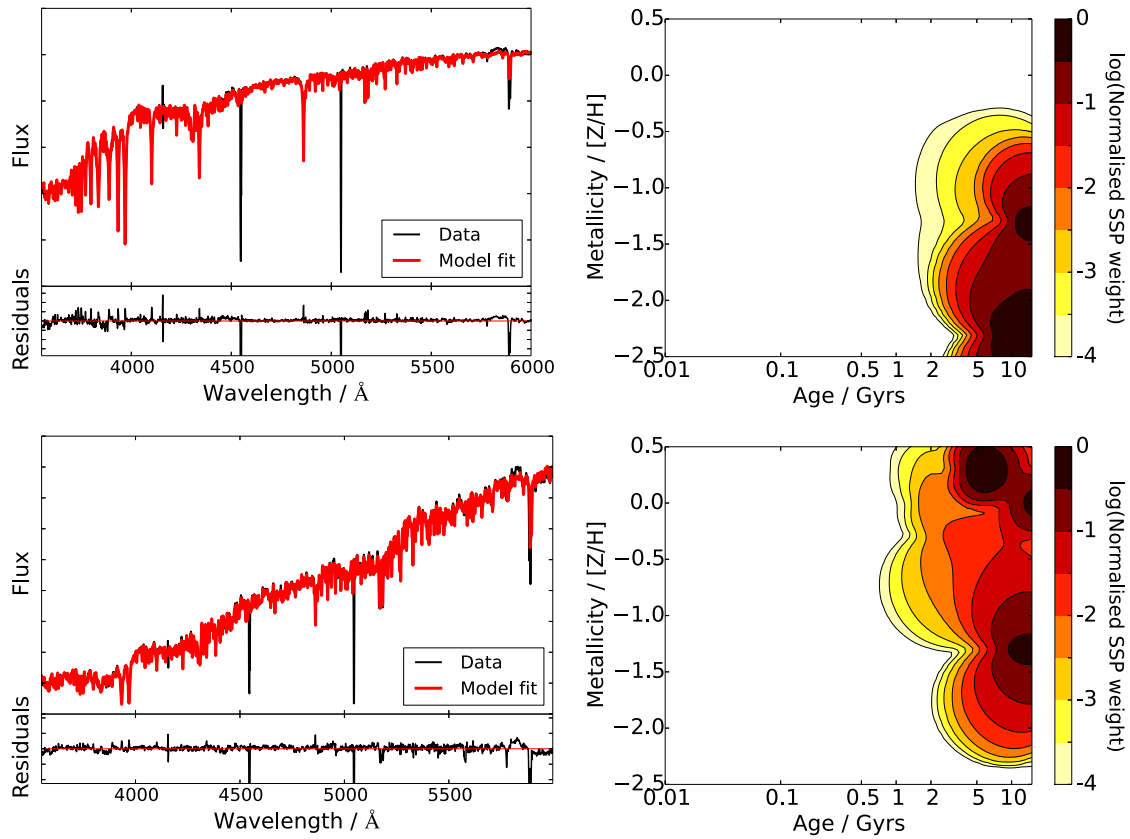 Flux
Data
Model fit
Residuals
4000
4500
5000
5500
6000
Wavelength / Å
Metallicity / [Z/H]
0.5
0.0
−0.5
−1.0
−1.5
−2.0
−2.5
0.01
0.1
0.5
1
2
5
10
Age / Gyrs
0
-1
-2
-3
-4
log(Normalised SSP weight)
Flux
Data
Model fit
Residuals
4000
4500
5000
5500
Wavelength / Å
Metallicity / [Z/H]
0.5
0.0
−0.5
−1.0
−1.5
−2.0
−2.5
0.01
0.1
0.5
1
2
5
10
Age / Gyrs
0
-1
-2
-3
-4
log(Normalised SSP weight)